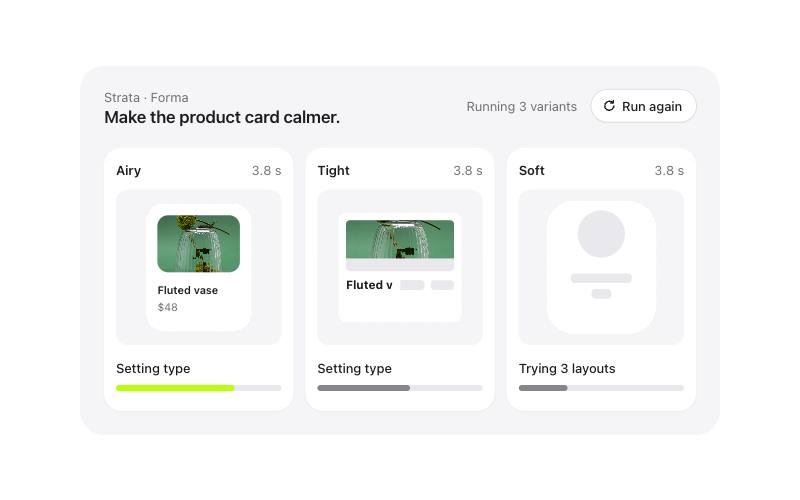 Strata · Forma
Make the product card calmer.
Running 3 variants
Run again
Airy
3.8 s
Fluted vase
$48
Setting type
Tight
3.8 s
Fluted v
Setting type
Soft
3.8 s
Trying 3 layouts